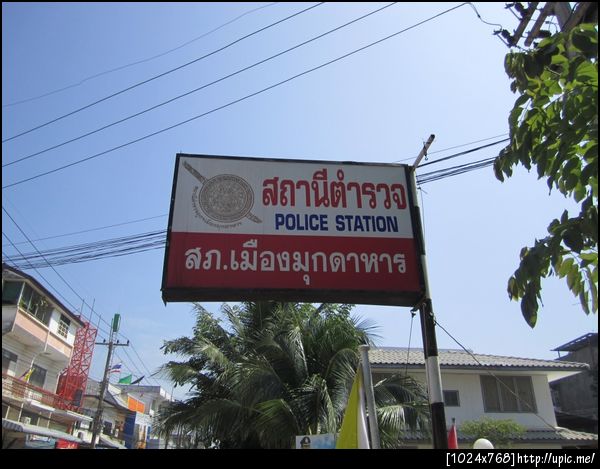 สถานีตำรวจ
POLICE STATION
สภ.เมืองมุกดาหาร
[1024x768]http://upic.me/